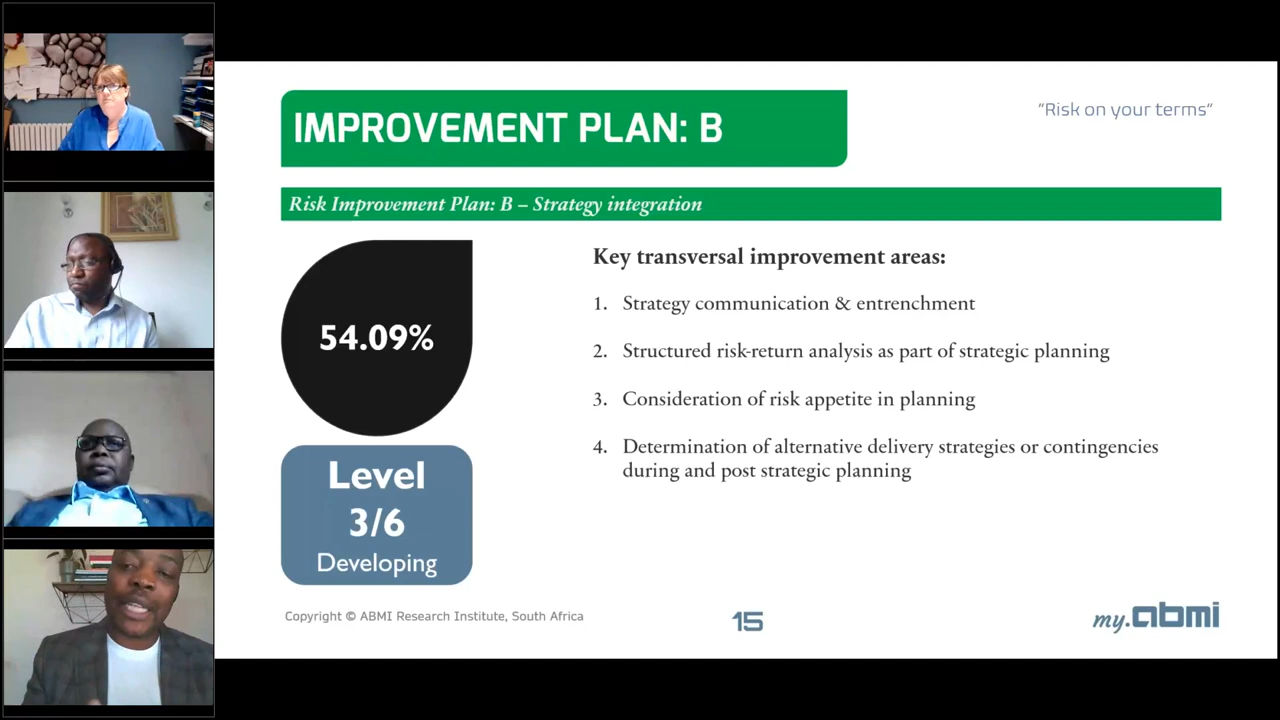 IMPROVEMENT PLAN: B
“Risk on your terms”
Risk Improvement Plan: B – Strategy integration
54.09%
Level
3/6
Developing
Key transversal improvement areas:
1. Strategy communication & entrenchment
2. Structured risk-return analysis as part of strategic planning
3. Consideration of risk appetite in planning
4. Determination of alternative delivery strategies or contingencies
during and post strategic planning
Copyright © ABMI Research Institute, South Africa
15
my.abmi